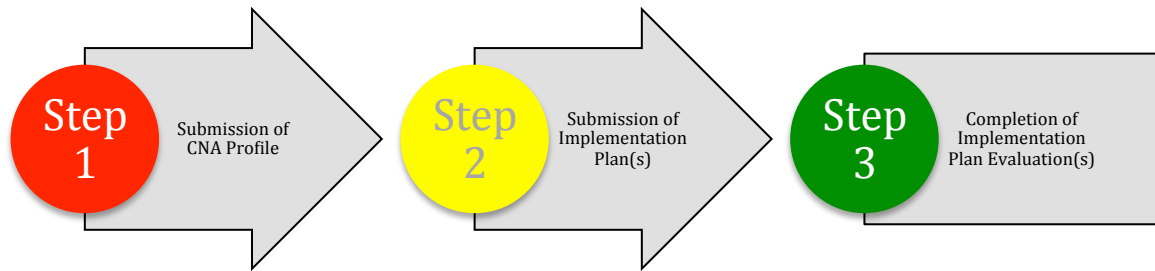 Step
1
Submission of
CNA Profile
Step
2
Submission of
Implementation
Plan(s)
Step
3
Completion of
Implementation
Plan Evaluation(s)